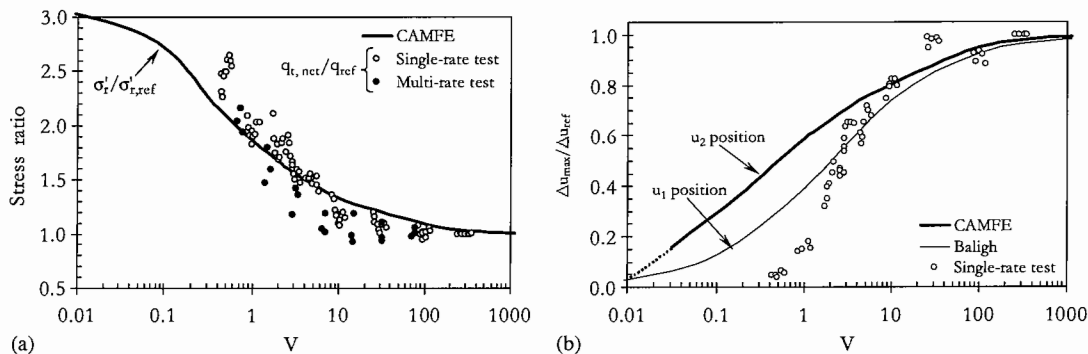 3.0
2.5
2.0
1.5
1.0
0.5
Stress ratio
σ'r/σ'r,ref
CAMFE
qt, net/qref
Single-rate test
Multi-rate test
0.01 0.1 1 10 100 1000
V
(a)
1.0
0.8
0.6
0.4
0.2
0.0
Δumax/Δuref
u2 position
u1 position
CAMFE
Baligh
Single-rate test
0.01 0.1 1 10 100 1000
V
(b)